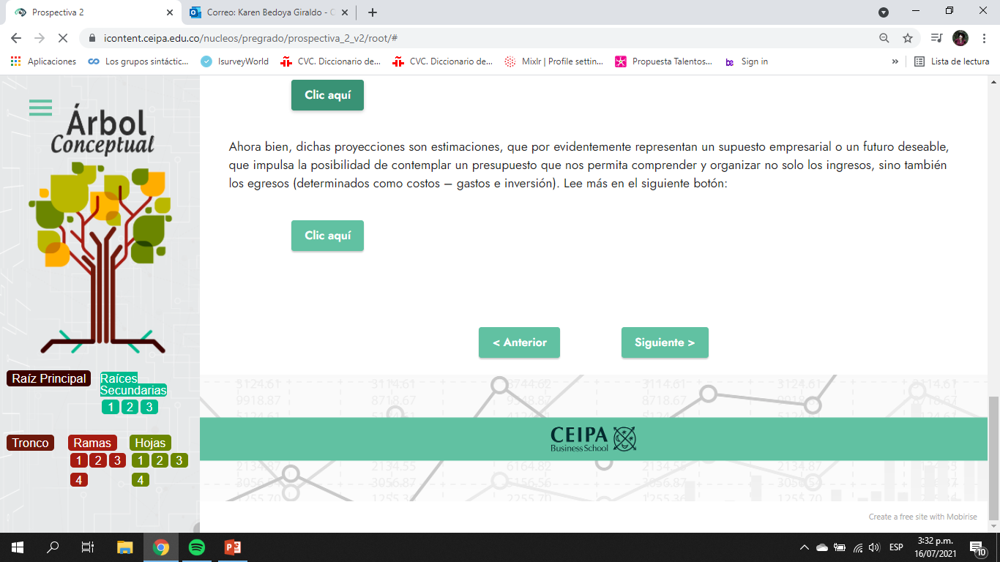 Prospectiva 2
Correo: Karen Bedoya Giraldo - C
icontent.ceipa.edu.co/nucleos/pregrado/prospectiva_2_v2/root/#
Aplicaciones
Los grupos sintáctic...
IsurveyWorld
CVC. Diccionario de...
CVC. Diccionario de...
Mixlr | Profile settin...
Propuesta Talentos...
Sign in
»
Lista de lectura
Árbol
Conceptual
Raíz Principal
Raíces
Secundarias
1 2 3
Tronco
Ramas
1 2 3
4
Hojas
1 2 3
4
Clic aquí
Ahora bien, dichas proyecciones son estimaciones, que por evidentemente representan un supuesto empresarial o un futuro deseable,
que impulsa la posibilidad de contemplar un presupuesto que nos permita comprender y organizar no solo los ingresos, sino también
los egresos (determinados como costos – gastos e inversión). Lee más en el siguiente botón:
Clic aquí
< Anterior
Siguiente >
CEIPA
Business School
Create a free site with Mobirise
ESP
3:32 p.m.
16/07/2021
10